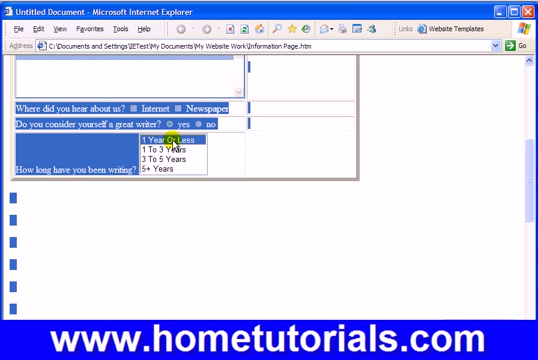 Untitled Document - Microsoft Internet Explorer
File Edit View Favorites Tools Help Links Website Templates
Address C:\Documents and Settings\IETest\My Documents\My Website Work\Information Page.htm Go
Where did you hear about us? Internet Newspaper
Do you consider yourself a great writer? yes no
1 Year Or Less
1 To 3 Years
3 To 5 Years
5+ Years
How long have you been writing?
www.hometutorials.com